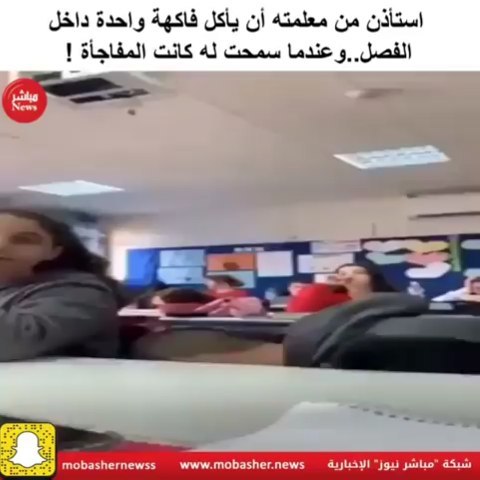 استأذن من معلمته أن يأكل فاكهة واحدة داخل
الفصل..وعندما سمحت له كانت المفاجأة !
مباشر
News
mobashernewss
www.mobasher.news
شبكة "مباشر نيوز" الإخبارية